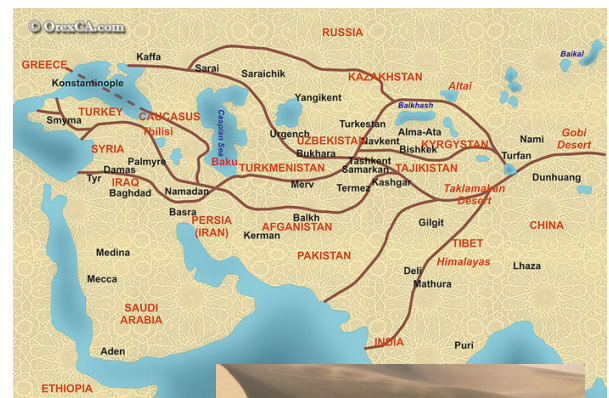 © OrexCA.com
RUSSIA
Kaffa
Baikal
GREECE
Sarai
Saraichik
KAZAKHSTAN
Konstantinople
Altai
Yangikent
Balkhash
TURKEY
CAUCASUS
Smyrna
Caspian Sea
Turkestan
Tbilisi
Urgench
Alma-Ata
Nami
Gobi
Desert
UZBEKISTAN
Navkent
KYRGYSTAN
SYRIA
Bishkek
Bukhara
Turfan
Palmyre
Baku
Tashkent
Damas
TURKMENISTAN
Samarkan
TAJIKISTAN
Tyr
IRAQ
Dunhuang
Baghdad
Namadan
Merv
Termez
Kashgar
Taklamakan
Desert
Basra
PERSIA
(IRAN)
Balkh
Gilgit
AFGANISTAN
CHINA
Kerman
TIBET
Medina
PAKISTAN
Himalayas
Lhaza
Deli
Mecca
Mathura
SAUDI
ARABIA
INDIA
Puri
Aden
ETHIOPIA